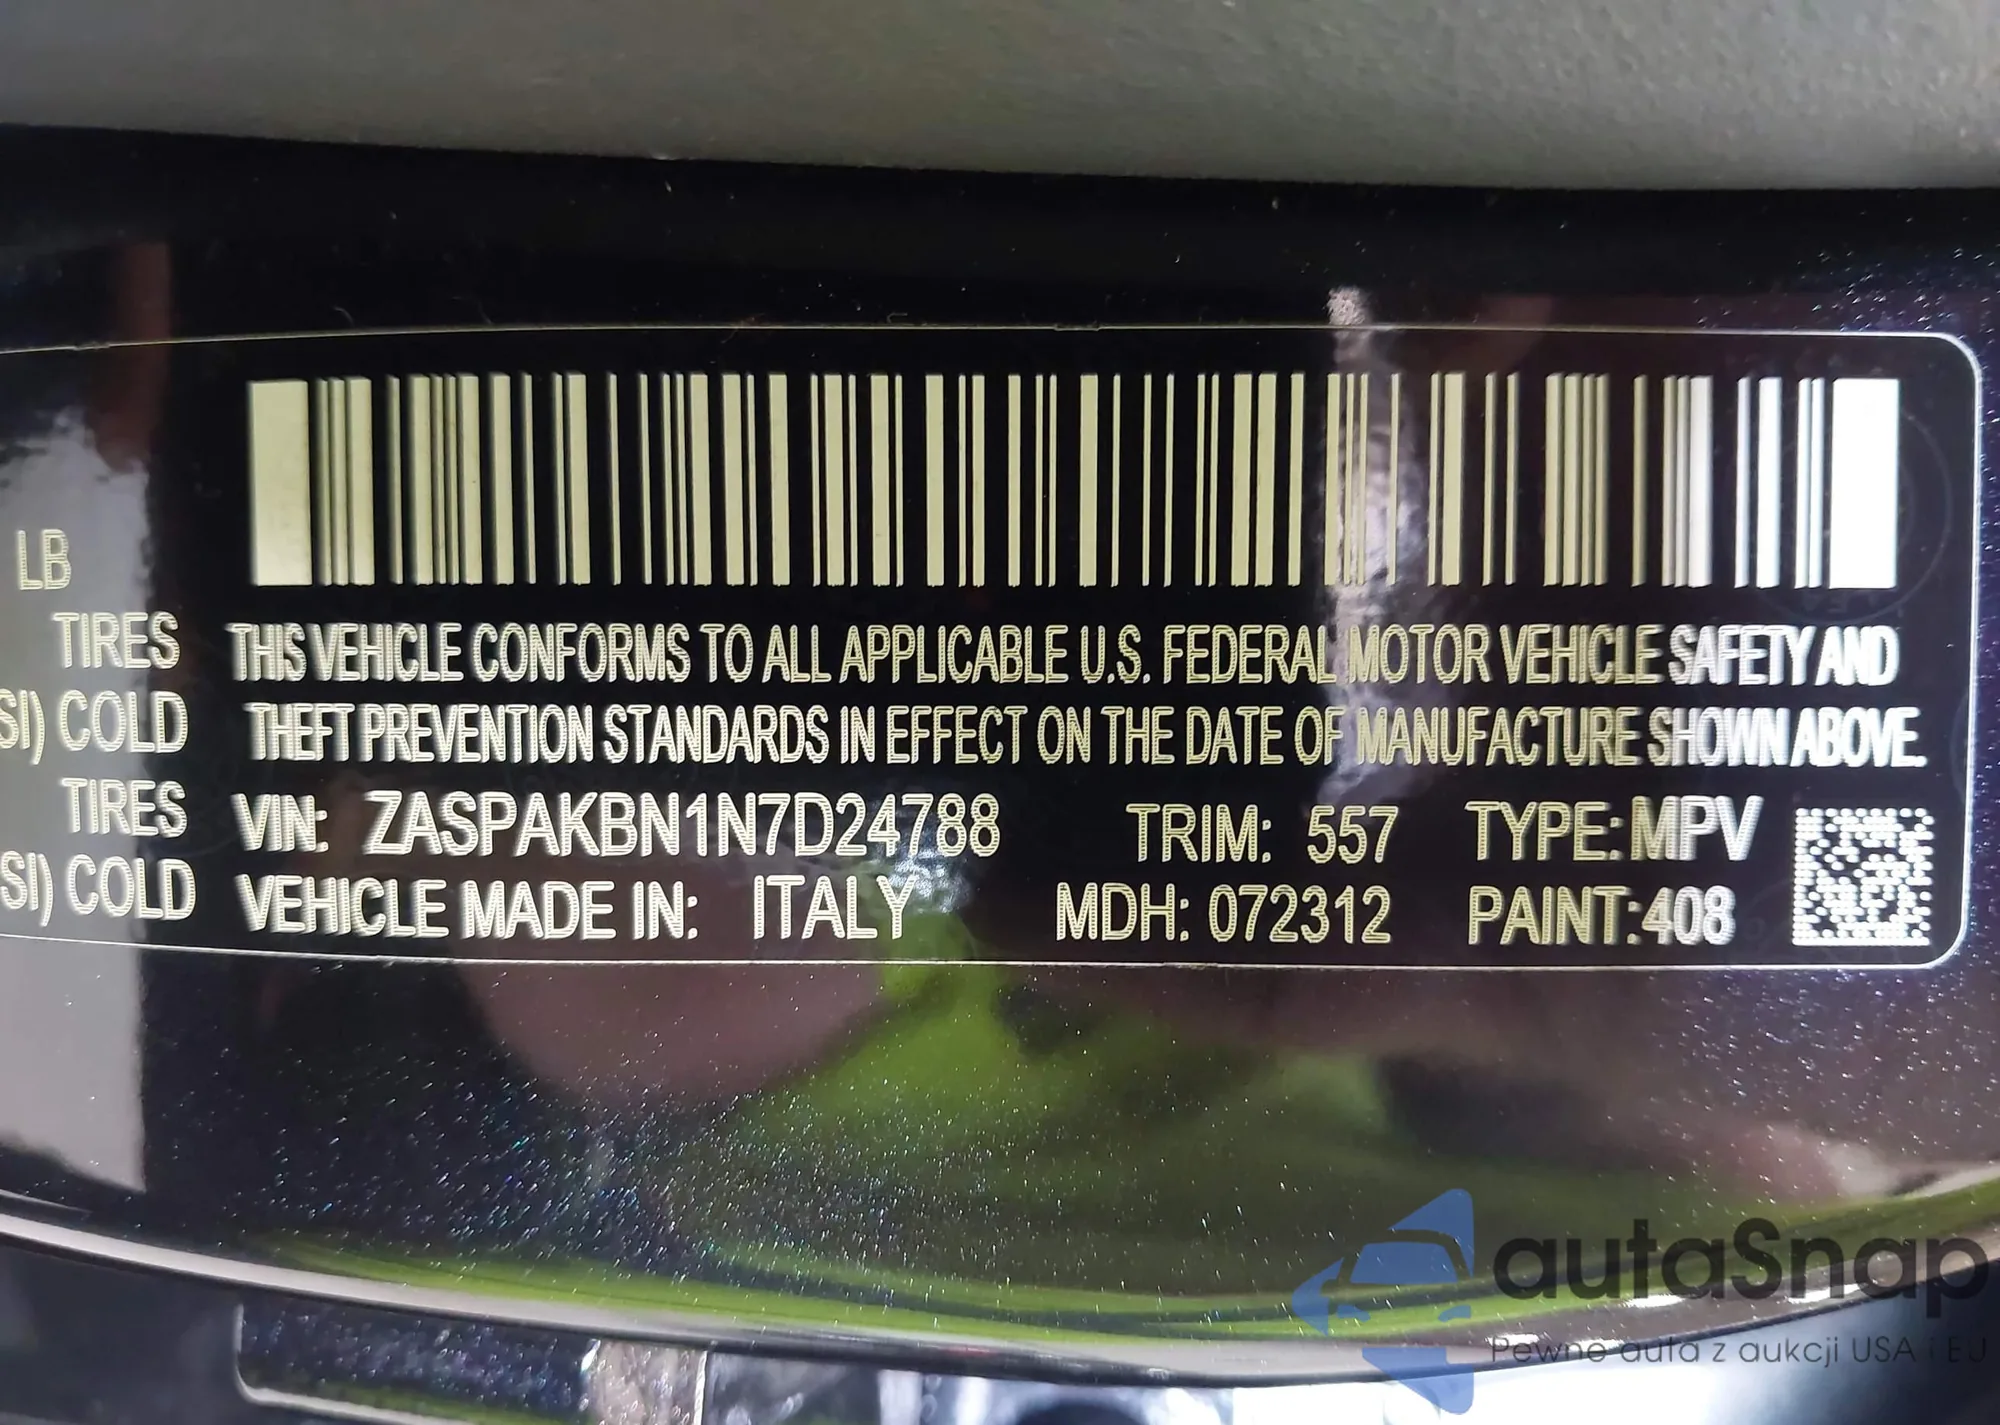 LB
TIRES
SI) COLD
TIRES
SI) COLD
THIS VEHICLE CONFORMS TO ALL APPLICABLE U.S. FEDERAL MOTOR VEHICLE SAFETY AND
THEFT PREVENTION STANDARDS IN EFFECT ON THE DATE OF MANUFACTURE SHOWN ABOVE.
VIN: ZASPAKBN1N7D24788 TRIM: 557 TYPE: MPV
VEHICLE MADE IN: ITALY MDH: 072312 PAINT: 408
autaSnap
Pewne auta z aukcji USA i EU